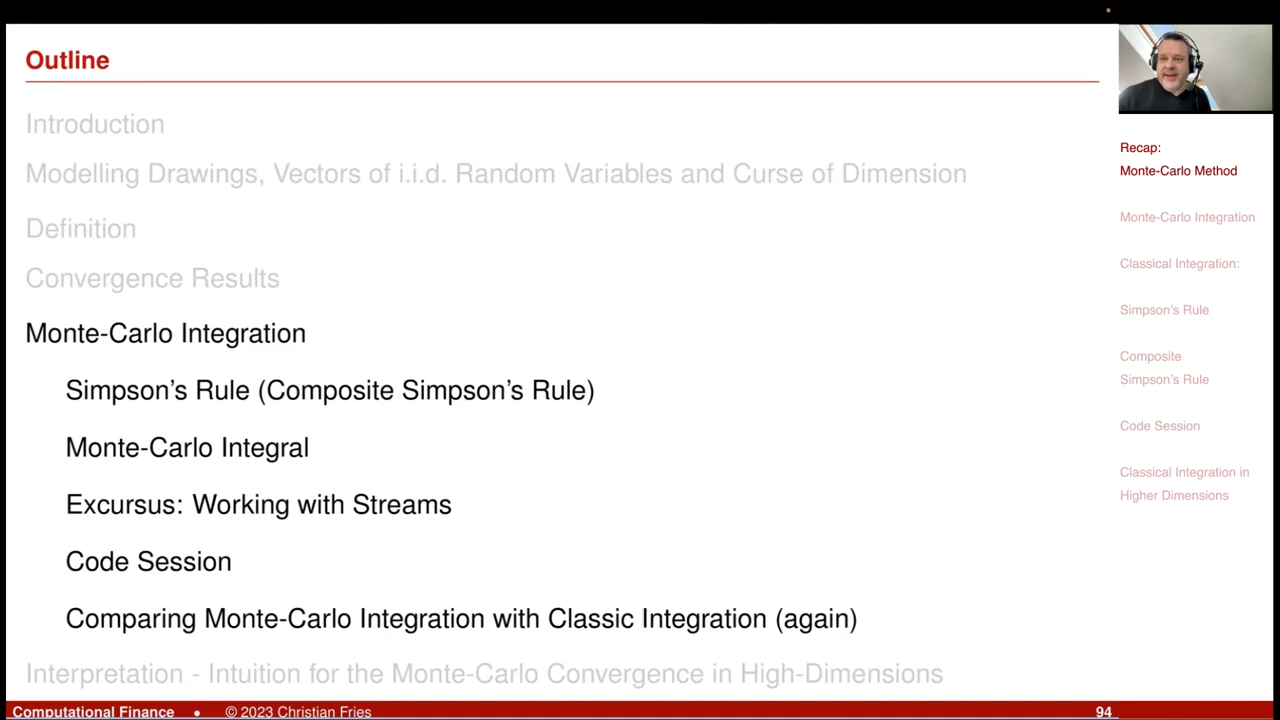 Outline
Introduction
Modelling Drawings, Vectors of i.i.d. Random Variables and Curse of Dimension
Definition
Convergence Results
Monte-Carlo Integration
Simpson's Rule (Composite Simpson's Rule)
Monte-Carlo Integral
Excursus: Working with Streams
Code Session
Comparing Monte-Carlo Integration with Classic Integration (again)
Interpretation - Intuition for the Monte-Carlo Convergence in High-Dimensions
Recap:
Monte-Carlo Method
Monte-Carlo Integration
Classical Integration:
Simpson's Rule
Composite
Simpson's Rule
Code Session
Classical Integration in
Higher Dimensions
Computational Finance • © 2023 Christian Fries 94